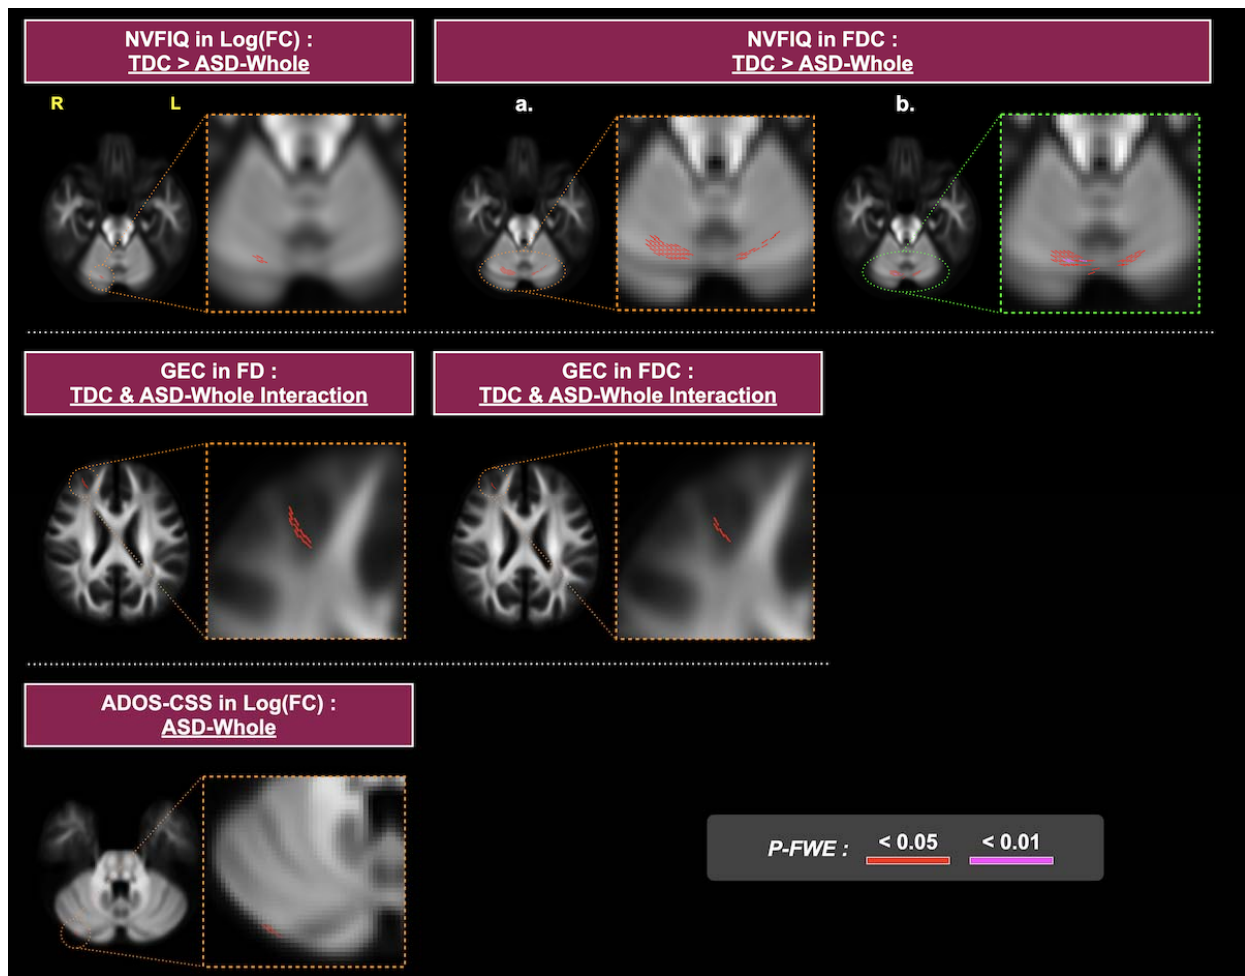 NVFIQ in Log(FC) :
TDC > ASD-Whole
NVFIQ in FDC :
TDC > ASD-Whole
R
L
a.
b.
GEC in FD :
TDC & ASD-Whole Interaction
GEC in FDC :
TDC & ASD-Whole Interaction
ADOS-CSS in Log(FC) :
ASD-Whole
P-FWE : < 0.05 < 0.01